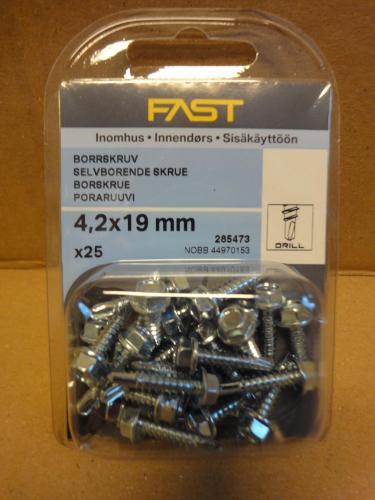 FAST
Inomhus • Innendørs • Sisäkäyttöön
BORRSKRUV
SELVBORENDE SKRUE
BORSKRUE
PORARUUVI
4,2x19 mm
285473
x25
NOBB 44970153
DRILL